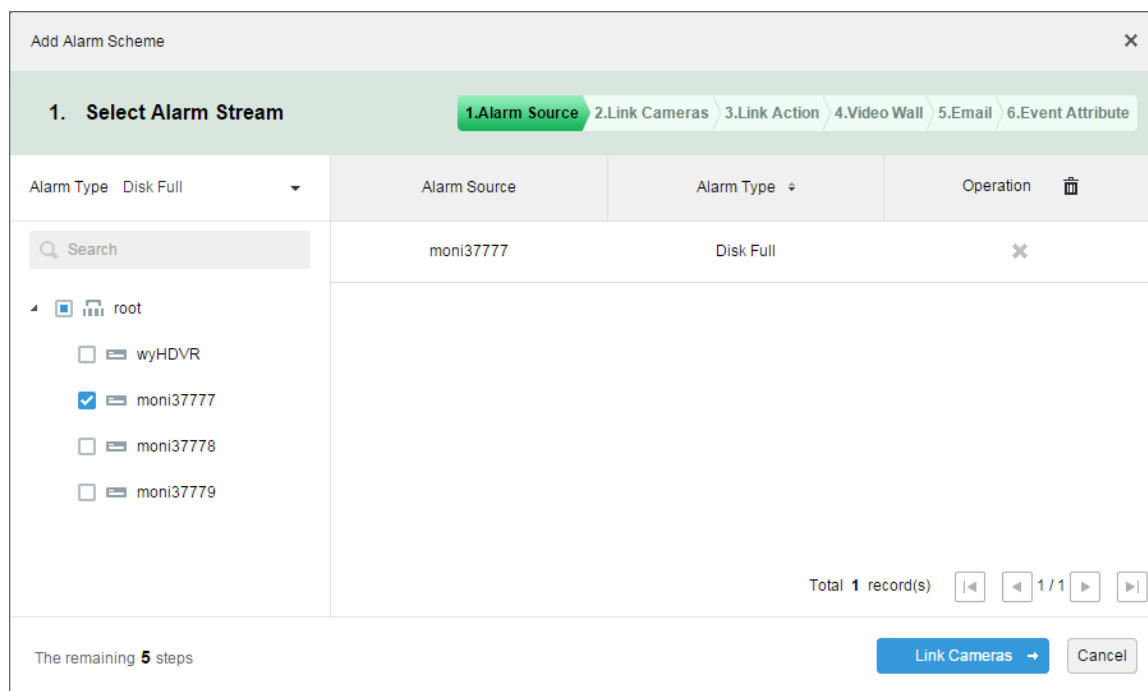 Add Alarm Scheme
1. Select Alarm Stream
1.Alarm Source 2.Link Cameras 3.Link Action 4.Video Wall 5.Email 6.Event Attribute
Alarm Type Disk Full
Alarm Source Alarm Type Operation
Search
moni37777 Disk Full
root
wyHDVR
moni37777
moni37778
moni37779
Total 1 record(s) 1 / 1
The remaining 5 steps
Link Cameras
Cancel